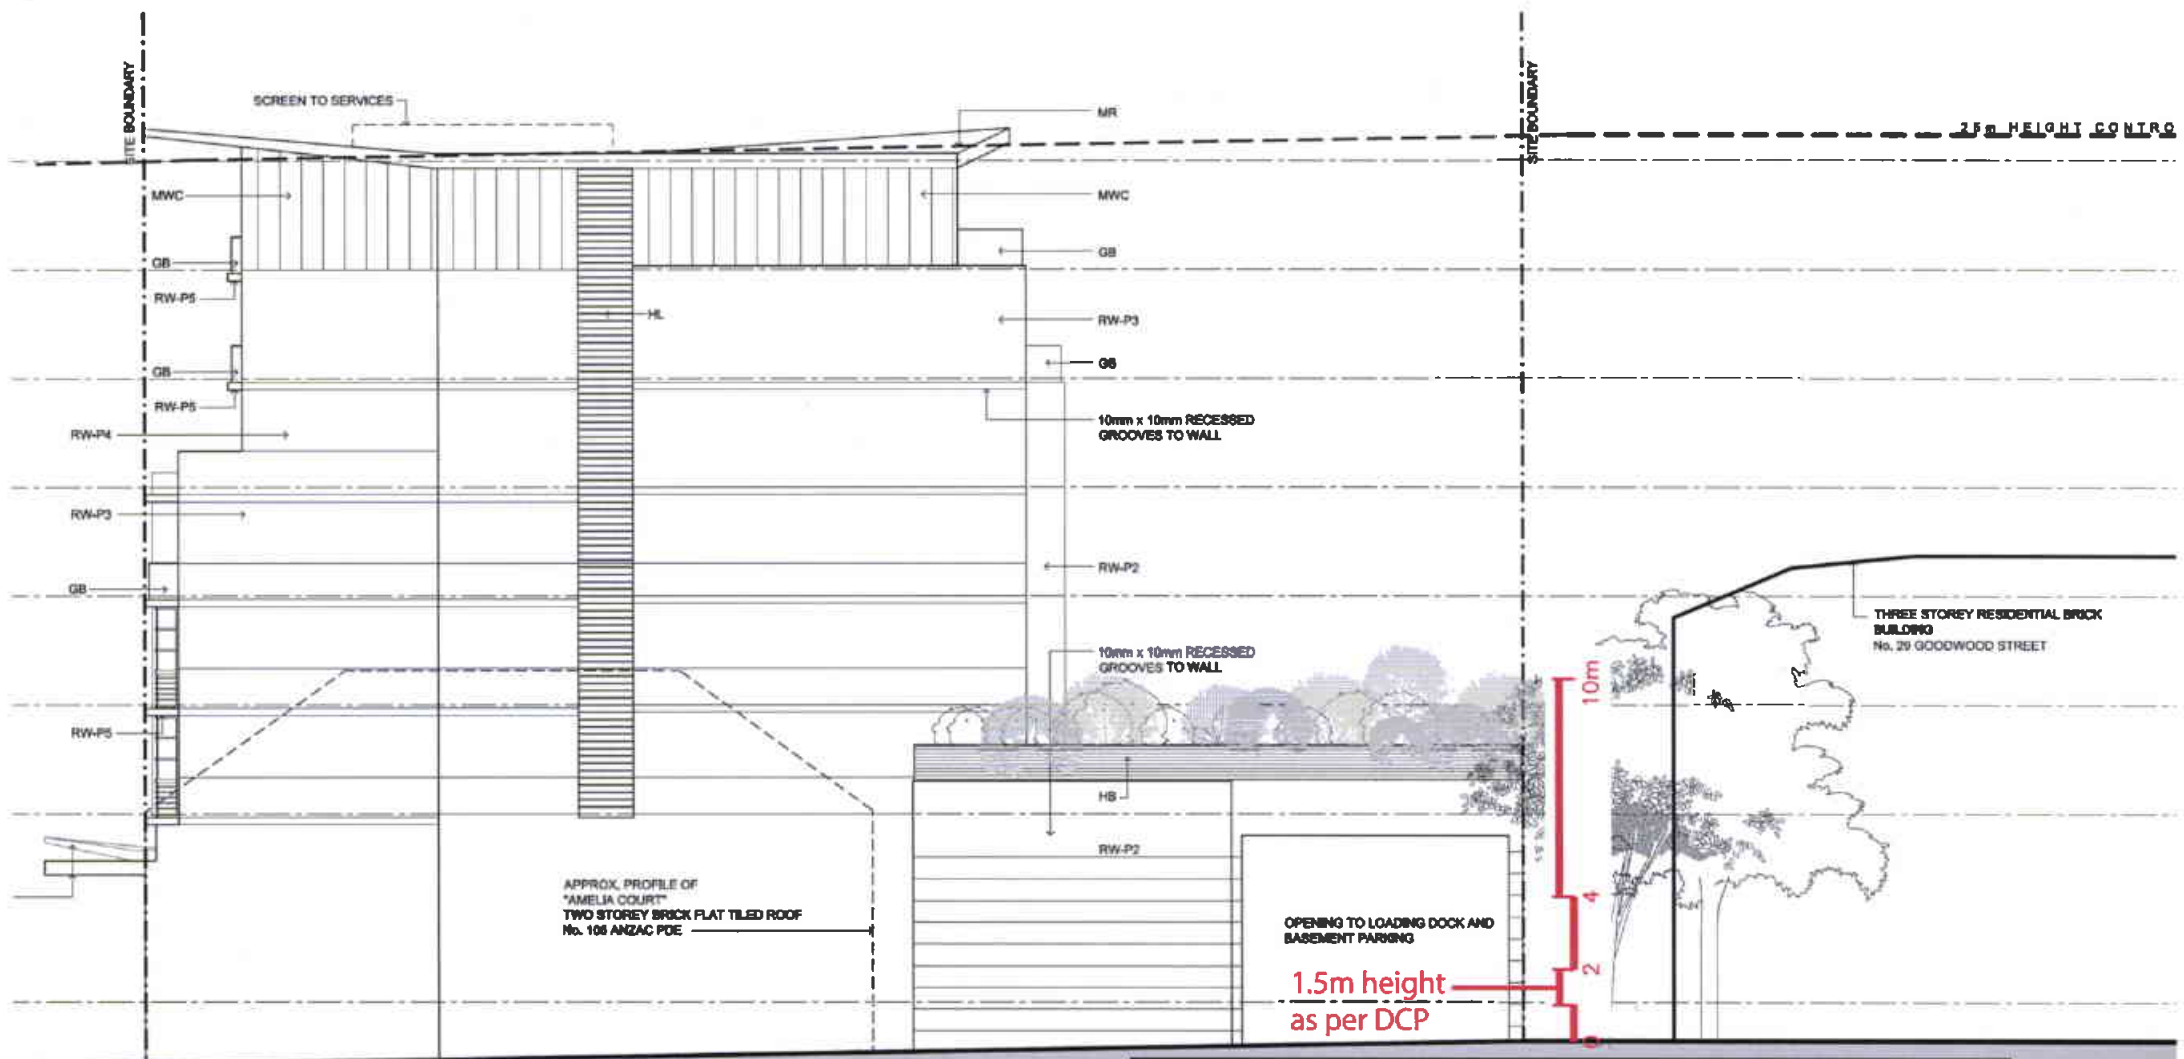 SITE BOUNDARY
SCREEN TO SERVICES
MR
SITE BOUNDARY
25m HEIGHT CONTRO
MWC
MWC
GB
GB
RW-P5
HL
RW-P3
GB
GB
RW-P5
10mm x 10mm RECESSED
GROOVES TO WALL
RW-P4
RW-P3
RW-P2
GB
THREE STOREY RESIDENTIAL BRICK
BUILDING
No. 29 GOODWOOD STREET
10mm x 10mm RECESSED
GROOVES TO WALL
10m
RW-P5
HB
RW-P2
APPROX. PROFILE OF
"AMELIA COURT"
TWO STOREY BRICK FLAT TILED ROOF
No. 105 ANZAC PDE
4
OPENING TO LOADING DOCK AND
BASEMENT PARKING
2
1.5m height
as per DCP
0